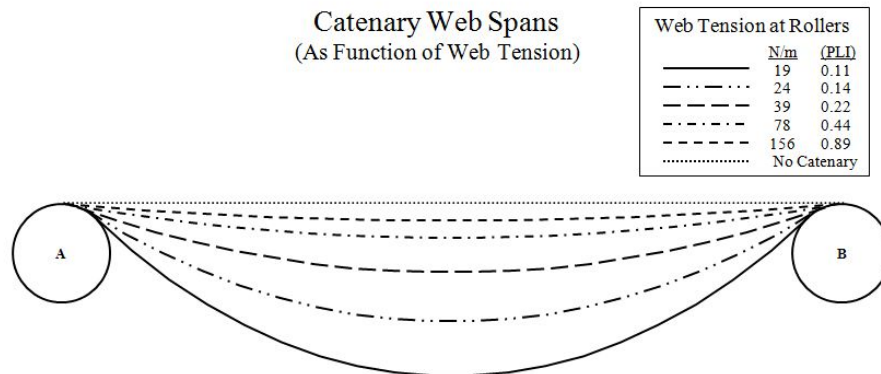 Catenary Web Spans
(As Function of Web Tension)
Web Tension at Rollers
N/m (PLI)
19 0.11
24 0.14
39 0.22
78 0.44
156 0.89
No Catenary
A
B